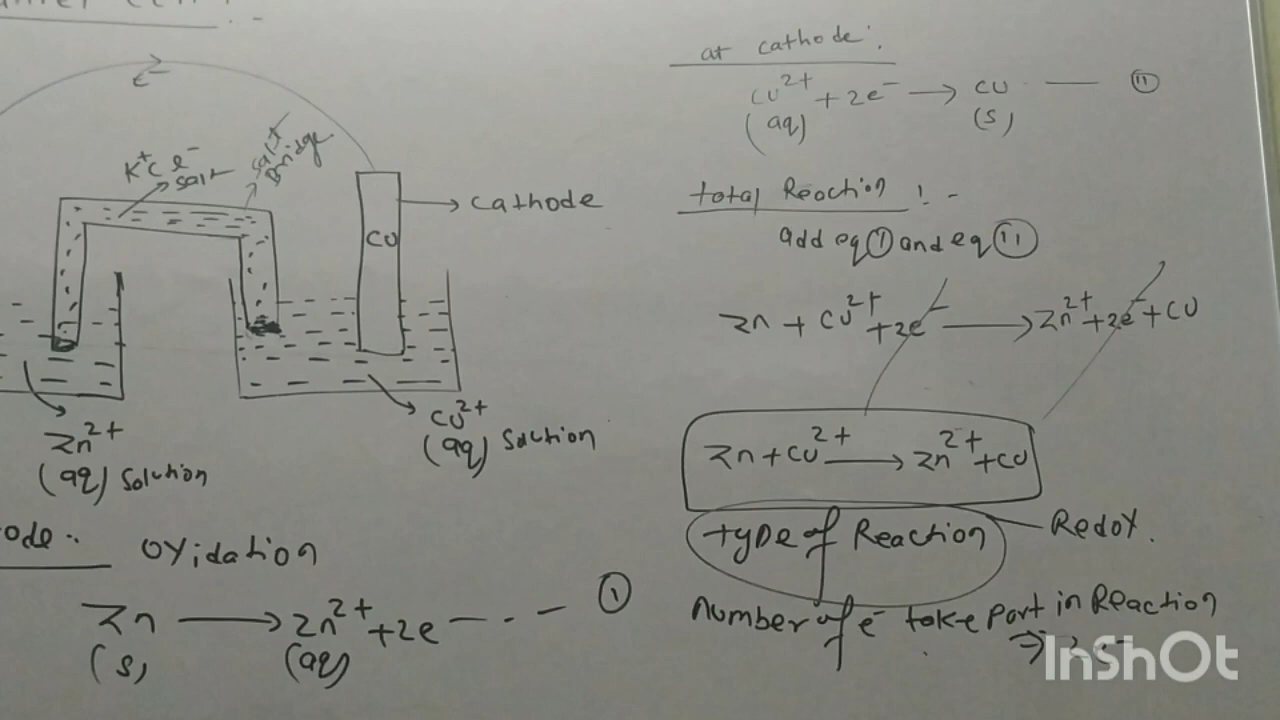 e⁻
K⁺Cl⁻
salt
salt
Bridge
Cathode
Cu
Zn²⁺
(aq) Solution
Cu²⁺
(aq) Solution
ode:
Oxidation
Zn ⟶ Zn²⁺ + 2e⁻ --- ①
(s) (aq)
at cathode:
Cu²⁺ + 2e⁻ ⟶ Cu — ⑪
(aq) (s)
total Reaction :-
add eq ① and eq ⑪
Zn + Cu²⁺ + 2e⁻ ⟶ Zn²⁺ + 2e⁻ + Cu
Zn + Cu²⁺ ⟶ Zn²⁺ + Cu
type of Reaction — Redox.
number of e⁻ take part in Reaction
⇒
InShOt